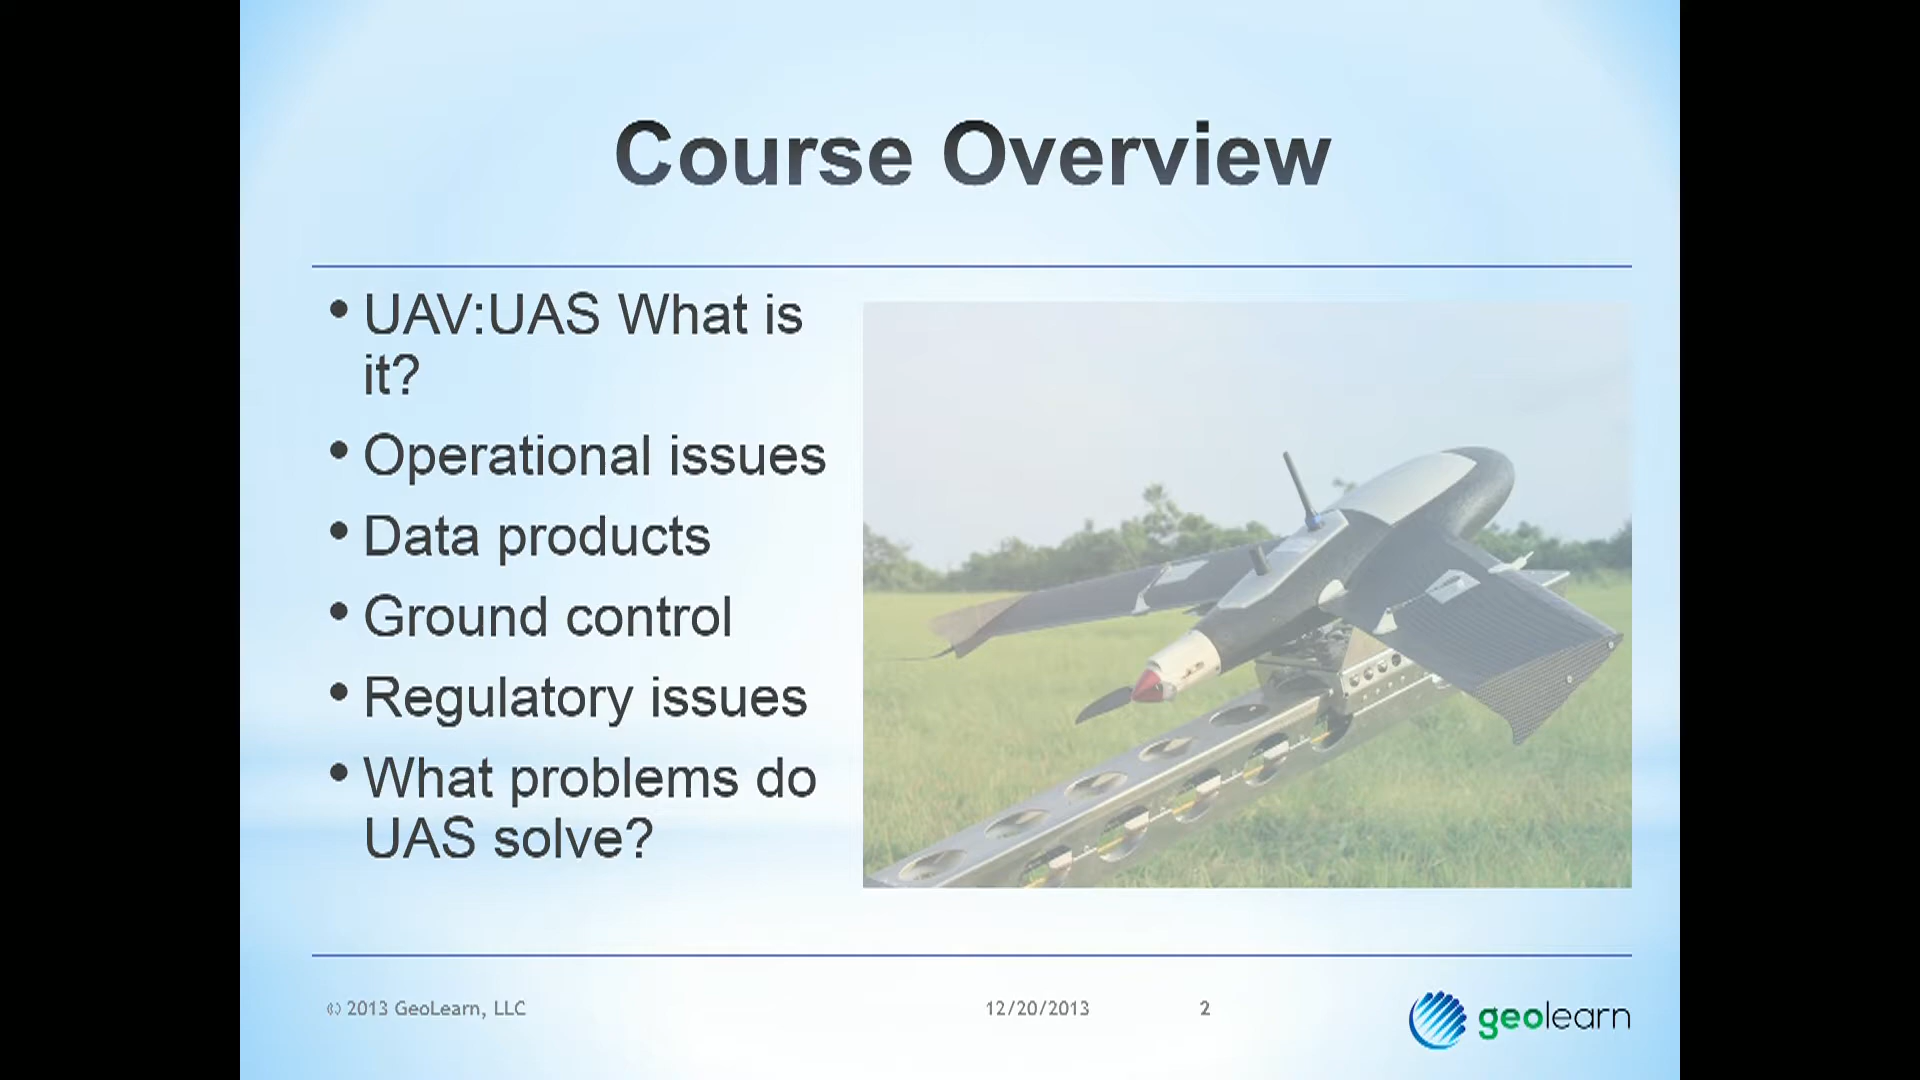 Course Overview
• UAV:UAS What is
it?
• Operational issues
• Data products
• Ground control
• Regulatory issues
• What problems do
UAS solve?
© 2013 GeoLearn, LLC
12/20/2013
2
geolearn